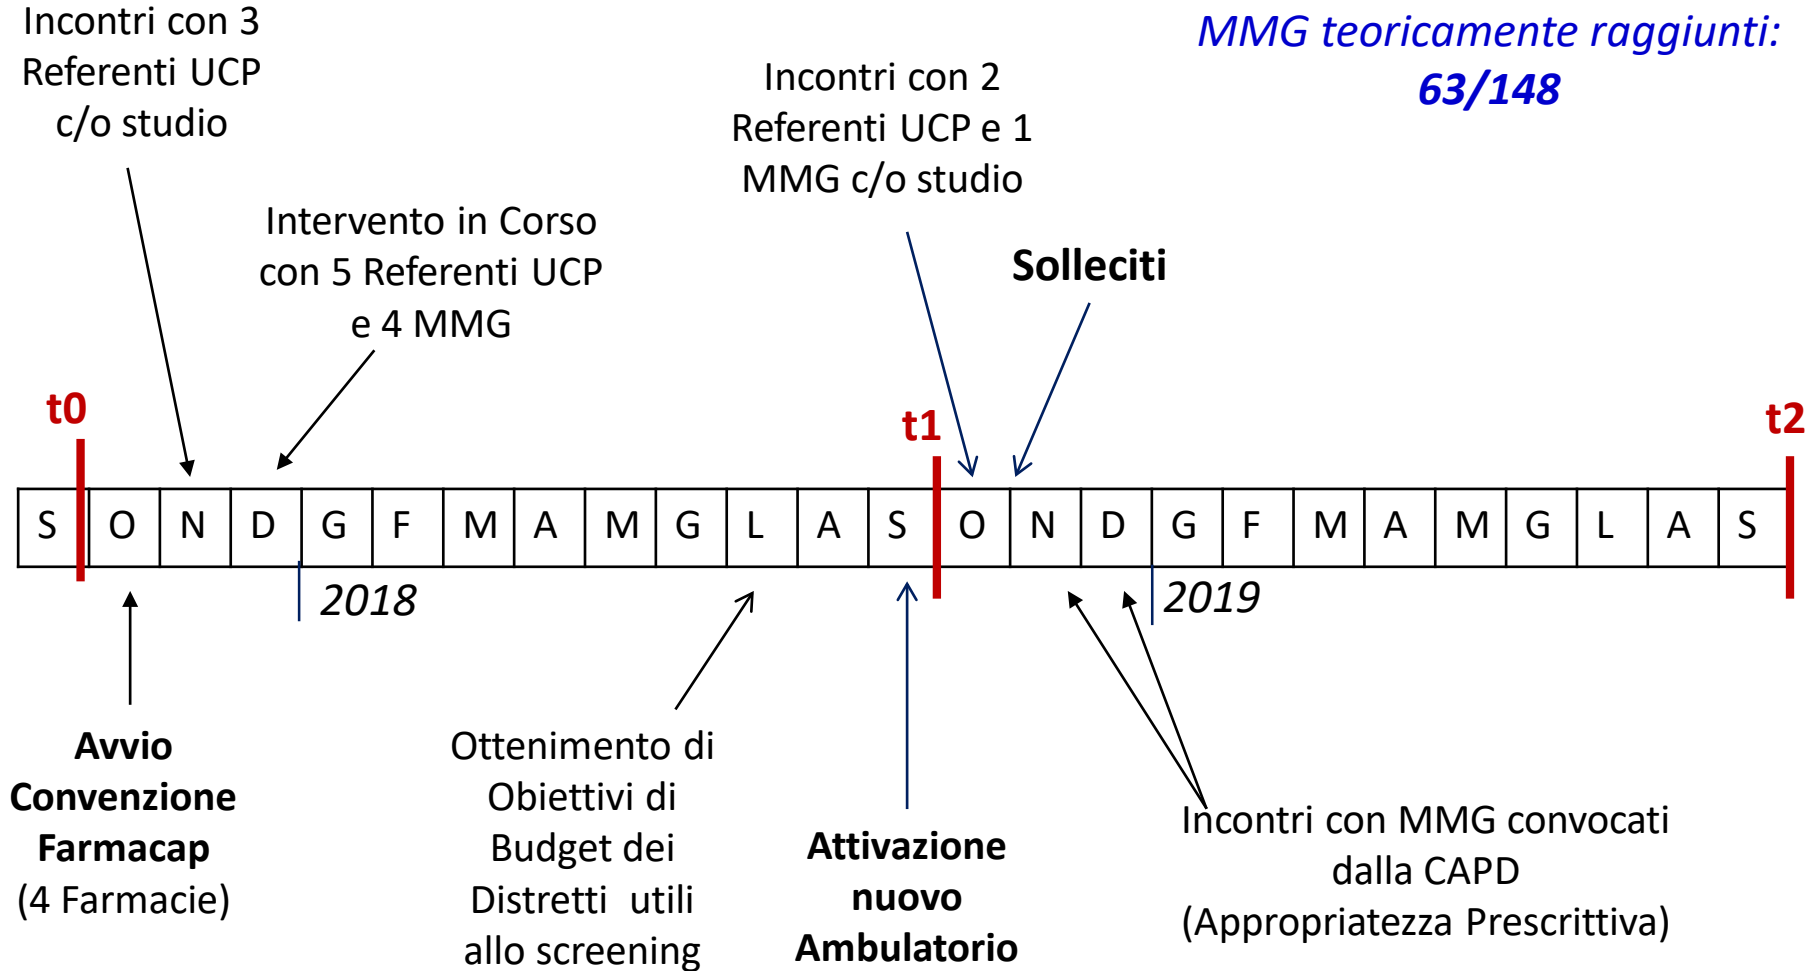 Incontri con 3
Referenti UCP
c/o studio
MMG teoricamente raggiunti:
63/148
Incontri con 2
Referenti UCP e 1
MMG c/o studio
Intervento in Corso
con 5 Referenti UCP
e 4 MMG
Solleciti
t0
t1
t2
S O N D G F M A M G L A S O N D G F M A M G L A S
2018
2019
Avvio
Convenzione
Farmacap
(4 Farmacie)
Ottenimento di
Obiettivi di
Budget dei
Distretti utili
allo screening
Attivazione
nuovo
Ambulatorio
Incontri con MMG convocati
dalla CAPD
(Appropriatezza Prescrittiva)